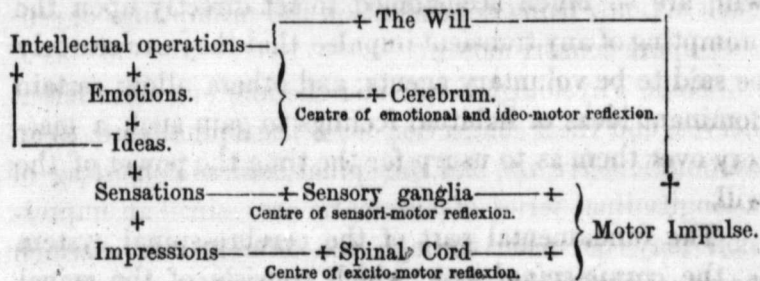 The Will
Intellectual operations
Emotions. Cerebrum.
Centre of emotional and ideo-motor reflexion.
Ideas.
Sensations Sensory ganglia
Centre of sensori-motor reflexion.
Motor Impulse.
Impressions Spinal Cord
Centre of excito-motor reflexion.